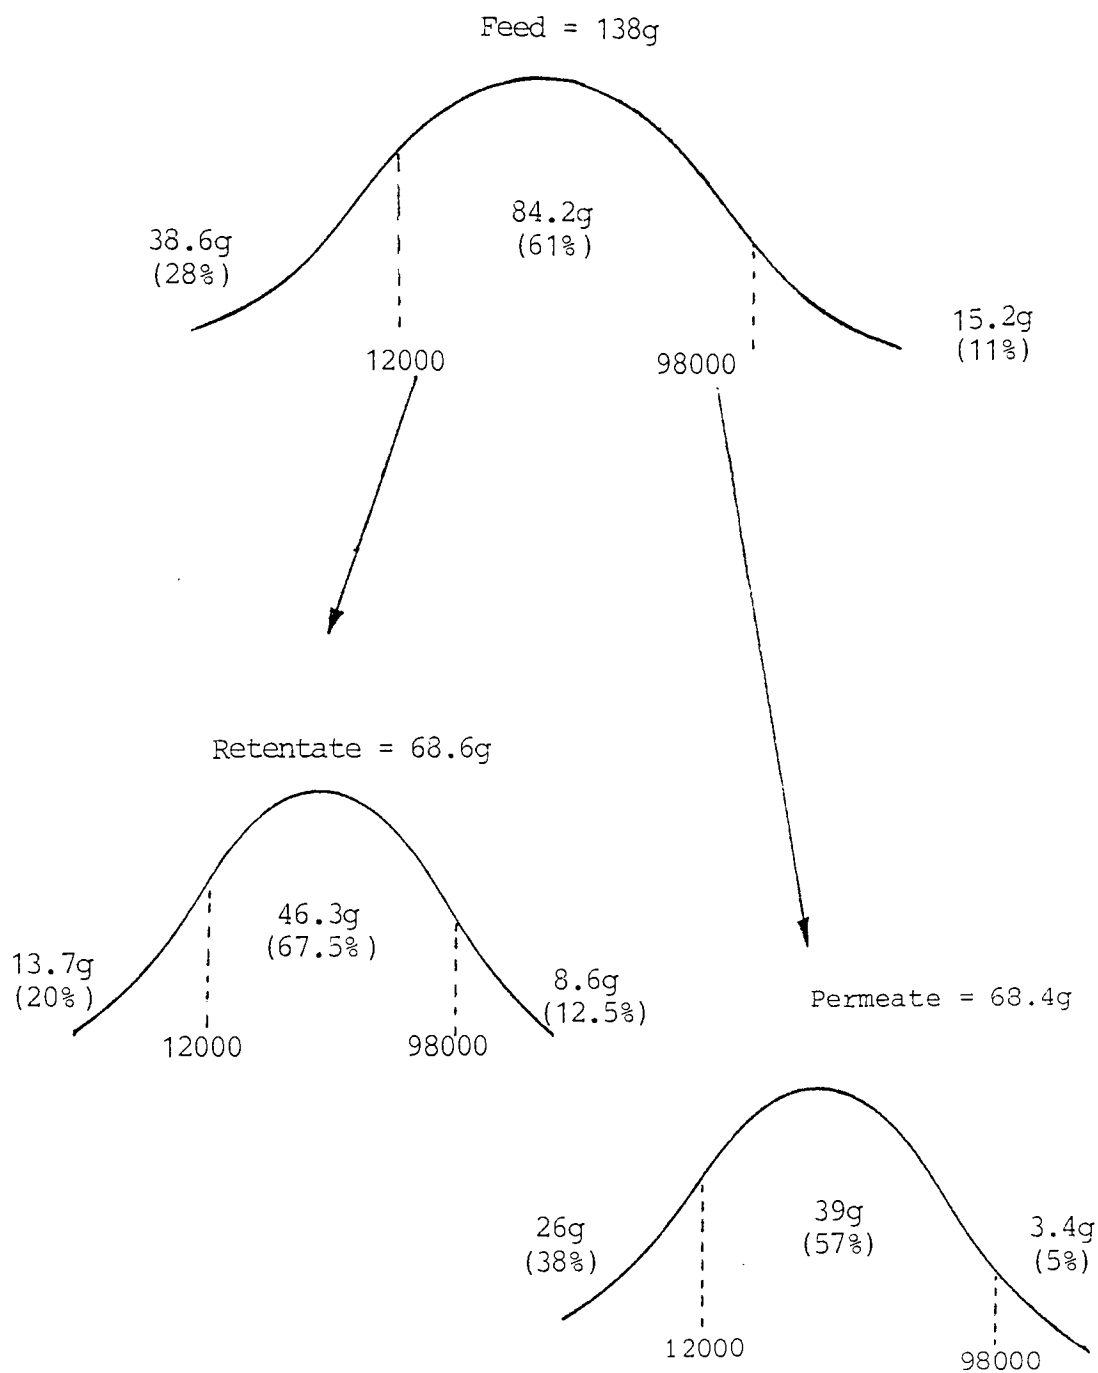 Feed = 138g
84.2g
(61%)
38.6g
(28%)
15.2g
(11%)
12000
98000
Retentate = 68.6g
46.3g
(67.5%)
13.7g
(20%)
8.6g
(12.5%)
12000
98000
Permeate = 68.4g
39g
(57%)
26g
(38%)
3.4g
(5%)
12000
98000